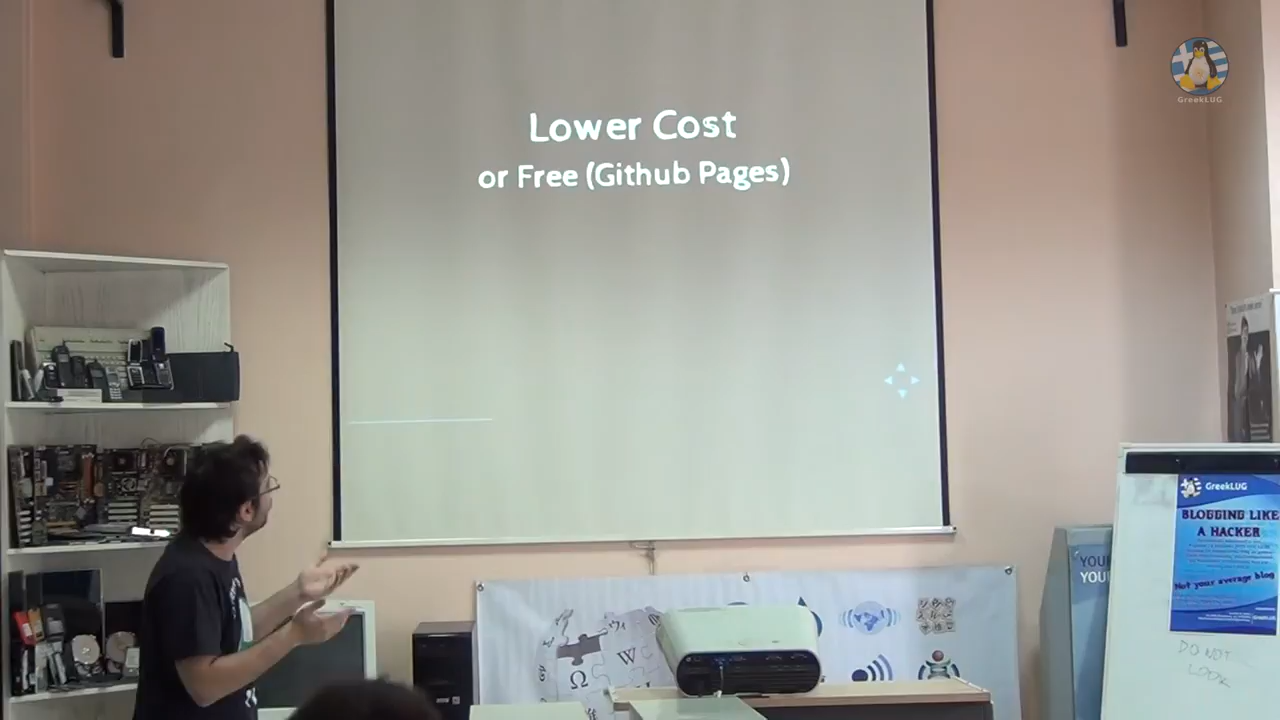 Lower Cost
or Free (Github Pages)
GreekLUG
GreekLUG
BLOGGING LIKE
A HACKER
Not your average blog
YOUR
YOU
W
Ω
DO NOT
LOOK